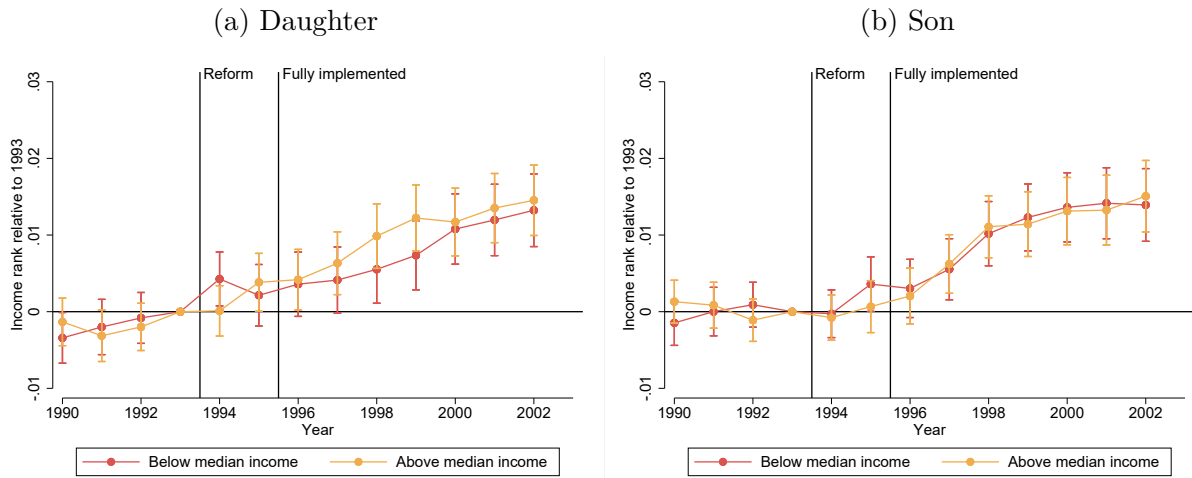 (a) Daughter
Reform
Fully implemented
Income rank relative to 1993
.03
.02
.01
0
-.01
1990 1992 1994 1996 1998 2000 2002
Year
Below median income Above median income
(b) Son
Reform
Fully implemented
Income rank relative to 1993
.03
.02
.01
0
-.01
1990 1992 1994 1996 1998 2000 2002
Year
Below median income Above median income